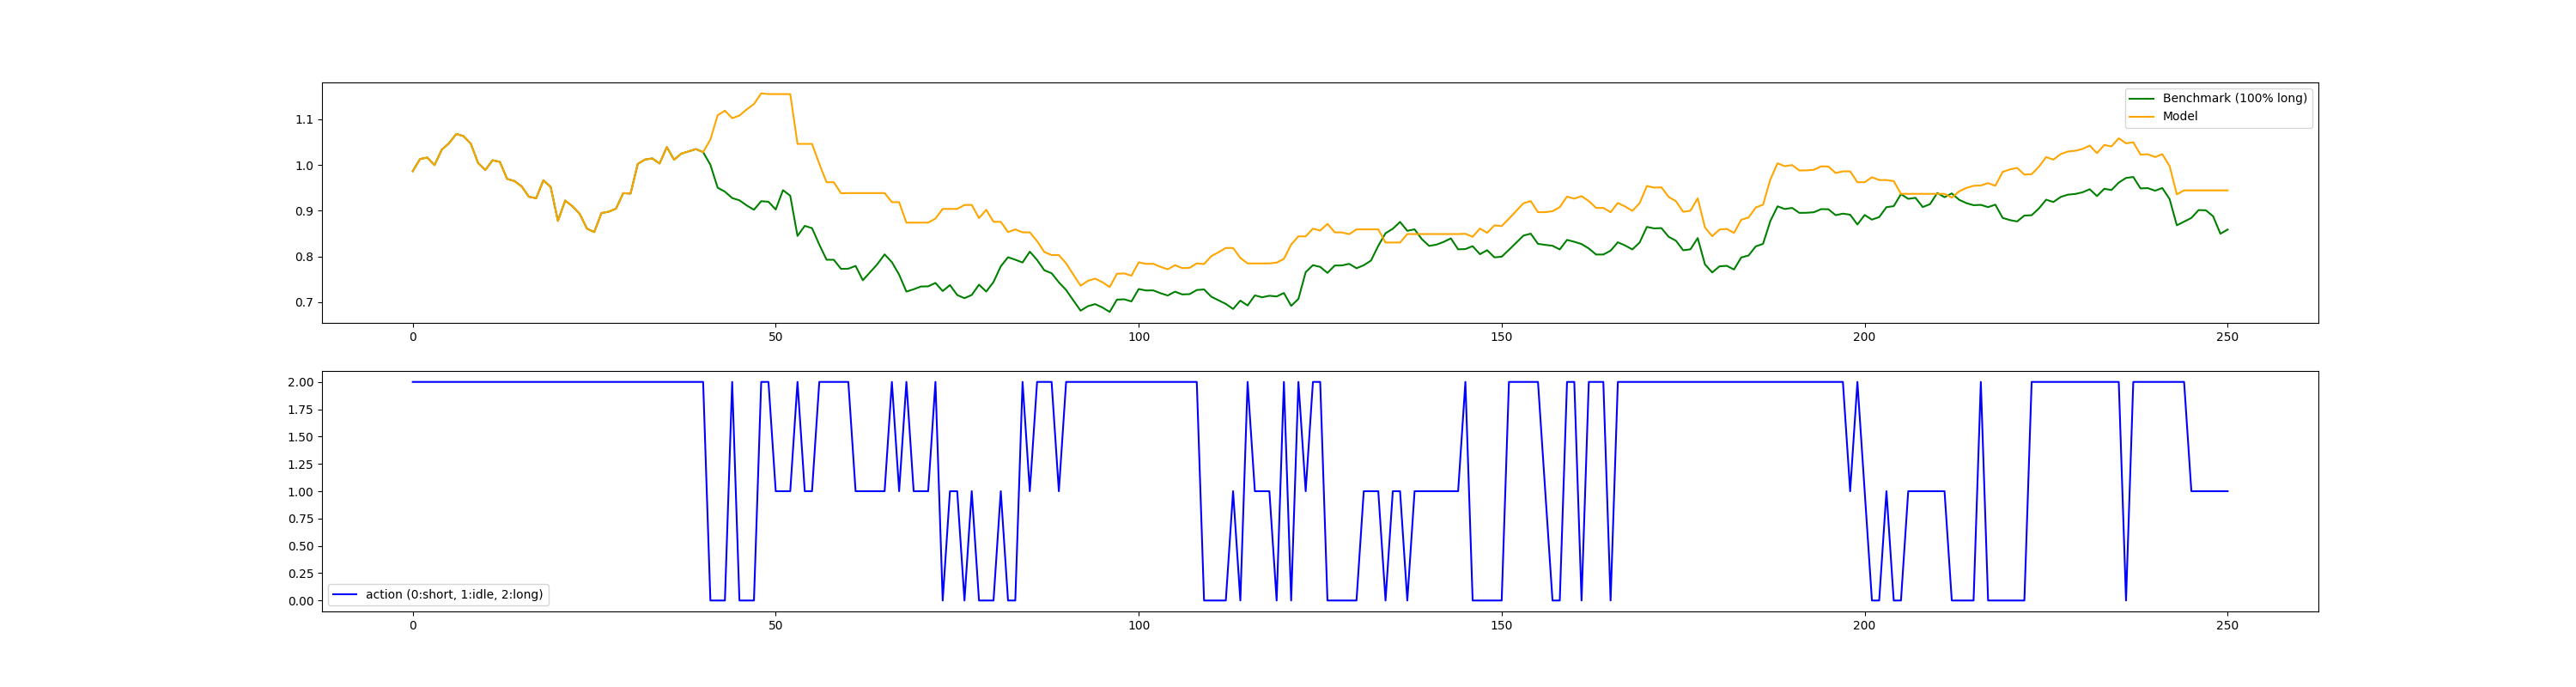 1.1
1.0
0.9
0.8
0.7
Benchmark (100% long)
Model
0 50 100 150 200 250
2.00
1.75
1.50
1.25
1.00
0.75
0.50
0.25
0.00
action (0:short, 1:idle, 2:long)
0 50 100 150 200 250